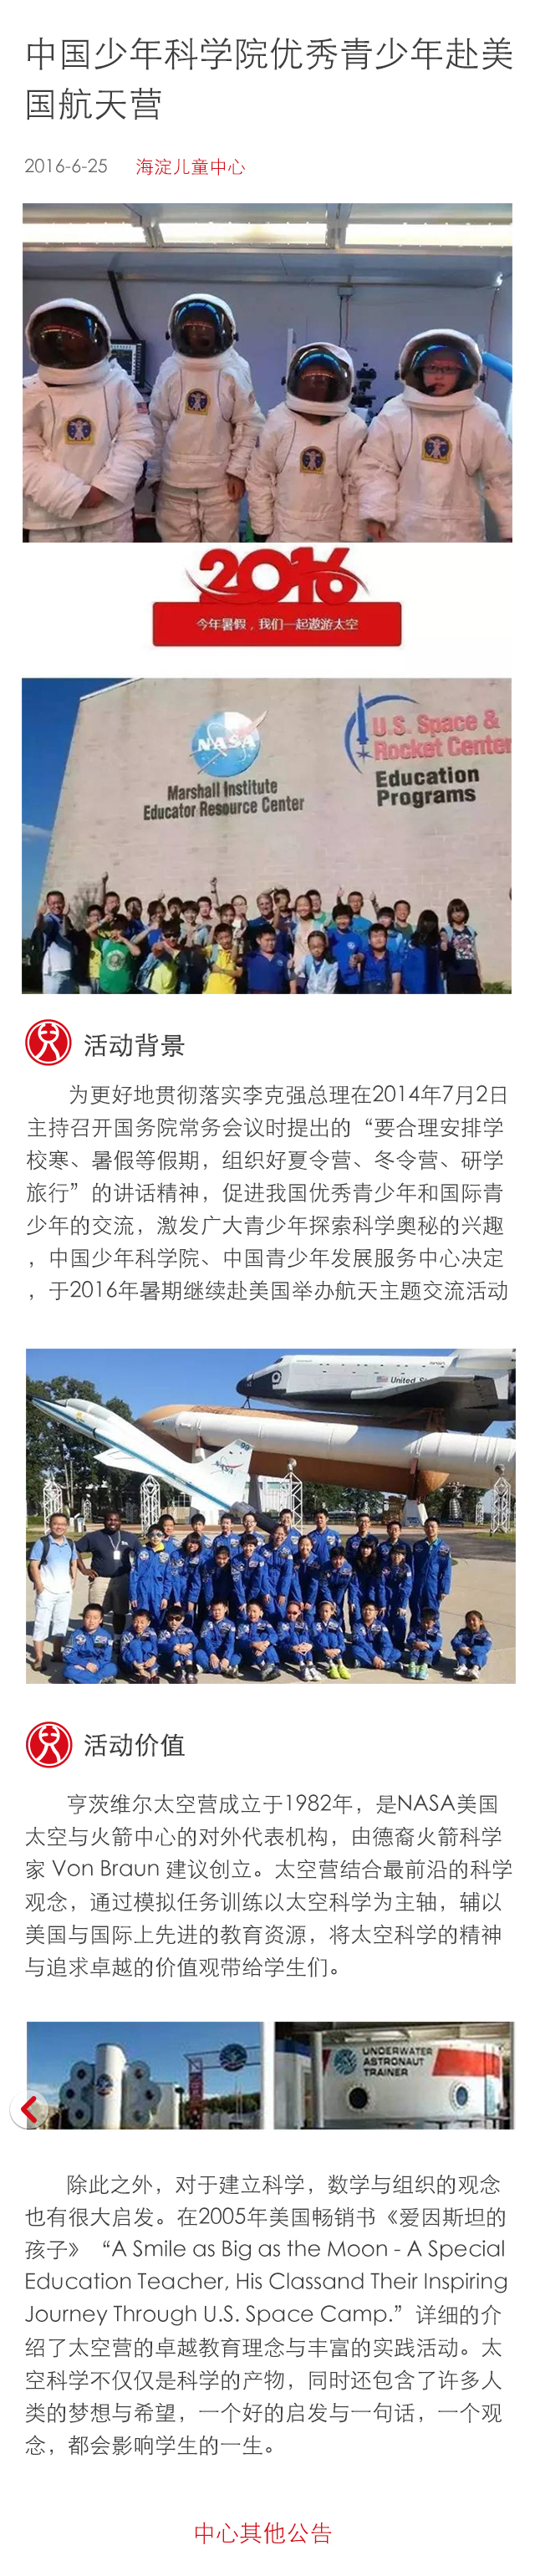 中国少年科学院优秀青少年赴美
国航天营
2016-6-25 海淀儿童中心
2016
今年暑假，我们一起遨游太空
NASA
Marshall Institute
Educator Resource Center
U.S. Space &
Rocket Center
Education
Programs
活动背景
为更好地贯彻落实李克强总理在2014年7月2日
主持召开国务院常务会议时提出的“要合理安排学
校寒、暑假等假期，组织好夏令营、冬令营、研学
旅行”的讲话精神，促进我国优秀青少年和国际青
少年的交流，激发广大青少年探索科学奥秘的兴趣
，中国少年科学院、中国青少年发展服务中心决定
，于2016年暑期继续赴美国举办航天主题交流活动
United
NASA
活动价值
亨茨维尔太空营成立于1982年，是NASA美国
太空与火箭中心的对外代表机构，由德裔火箭科学
家 Von Braun 建议创立。太空营结合最前沿的科学
观念，通过模拟任务训练以太空科学为主轴，辅以
美国与国际上先进的教育资源，将太空科学的精神
与追求卓越的价值观带给学生们。
UNDERWATER
ASTRONAUT
TRAINER
除此之外，对于建立科学，数学与组织的观念
也有很大启发。在2005年美国畅销书《爱因斯坦的
孩子》“A Smile as Big as the Moon - A Special
Education Teacher, His Classand Their Inspiring
Journey Through U.S. Space Camp.”详细的介
绍了太空营的卓越教育理念与丰富的实践活动。太
空科学不仅仅是科学的产物，同时还包含了许多人
类的梦想与希望，一个好的启发与一句话，一个观
念，都会影响学生的一生。
中心其他公告